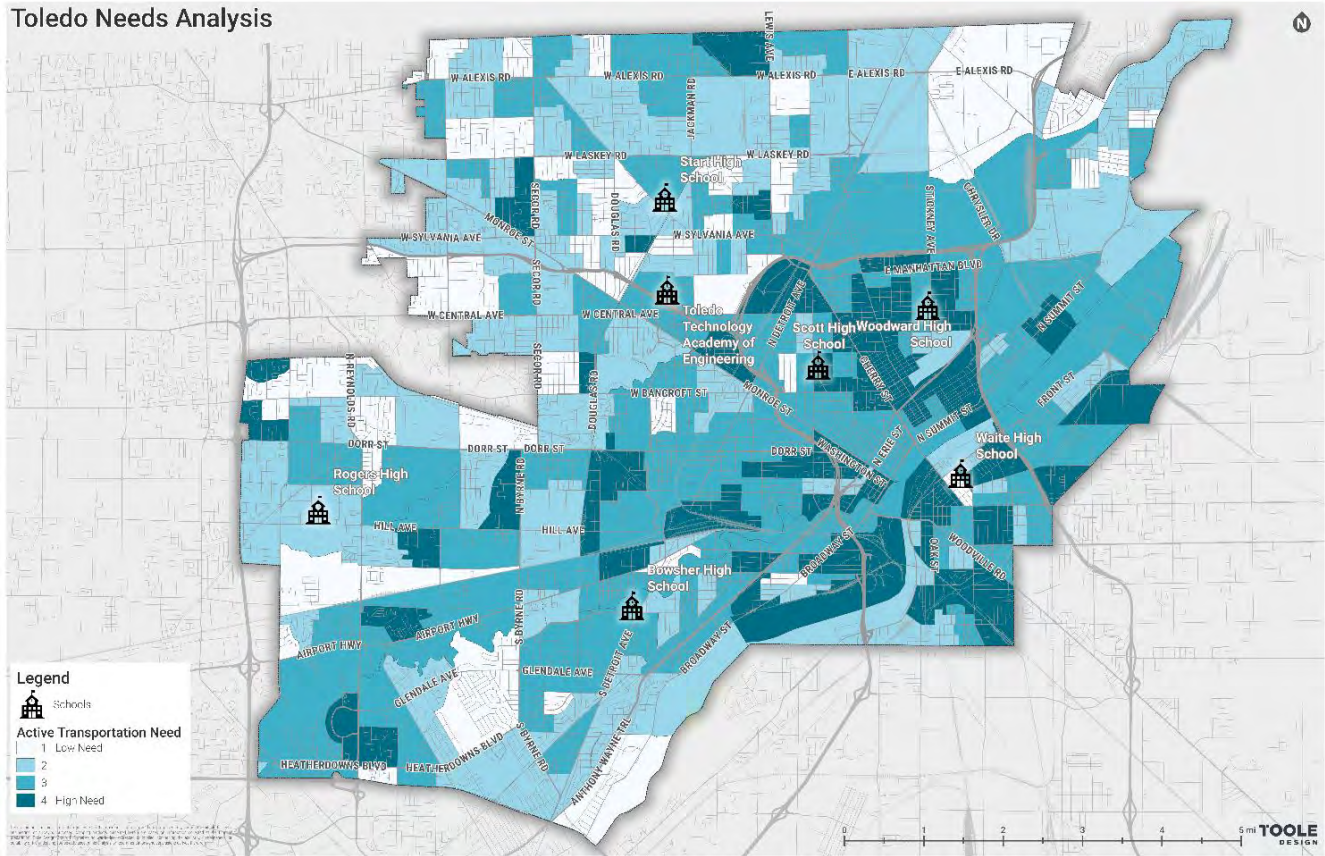 Toledo Needs Analysis
N
LEWIS AVE
W ALEXIS RD
W ALEXIS RD
W ALEXIS RD
E ALEXIS RD
E ALEXIS RD
JACKMAN RD
W LASKEY RD
W LASKEY RD
Start High
School
SECOR RD
DOUGLAS RD
STICKNEY AVE
CHRYSLER DR
MONROE ST
W SYLVANIA AVE
W SYLVANIA AVE
SECOR RD
E MANHATTAN BLVD
W CENTRAL AVE
W CENTRAL AVE
Toledo
Technology
Academy of
Engineering
N DETROIT AVE
Scott High
School
Woodward High
School
N SUMMIT ST
N REYNOLDS RD
SECOR RD
DOUGLAS RD
W BANCROFT ST
MONROE ST
CHERRY ST
FRONT ST
N SUMMIT ST
N ERIE ST
DORR ST
DORR ST
DORR ST
DORR ST
WASHINGTON ST
Waite High
School
Rogers High
School
N BYRNE RD
HILL AVE
HILL AVE
BROADWAY ST
OAK ST
WOODVILLE RD
Bowsher High
School
S BYRNE RD
AIRPORT HWY
AIRPORT HWY
S DETROIT AVE
BROADWAY ST
GLENDALE AVE
GLENDALE AVE
S BYRNE RD
HEATHERDOWNS BLVD
HEATHERDOWNS BLVD
ANTHONY WAYNE TRL
Legend
Schools
Active Transportation Need
1 Low Need
2
3
4 High Need
0 1 2 3 4 5 mi
TOOLE
DESIGN